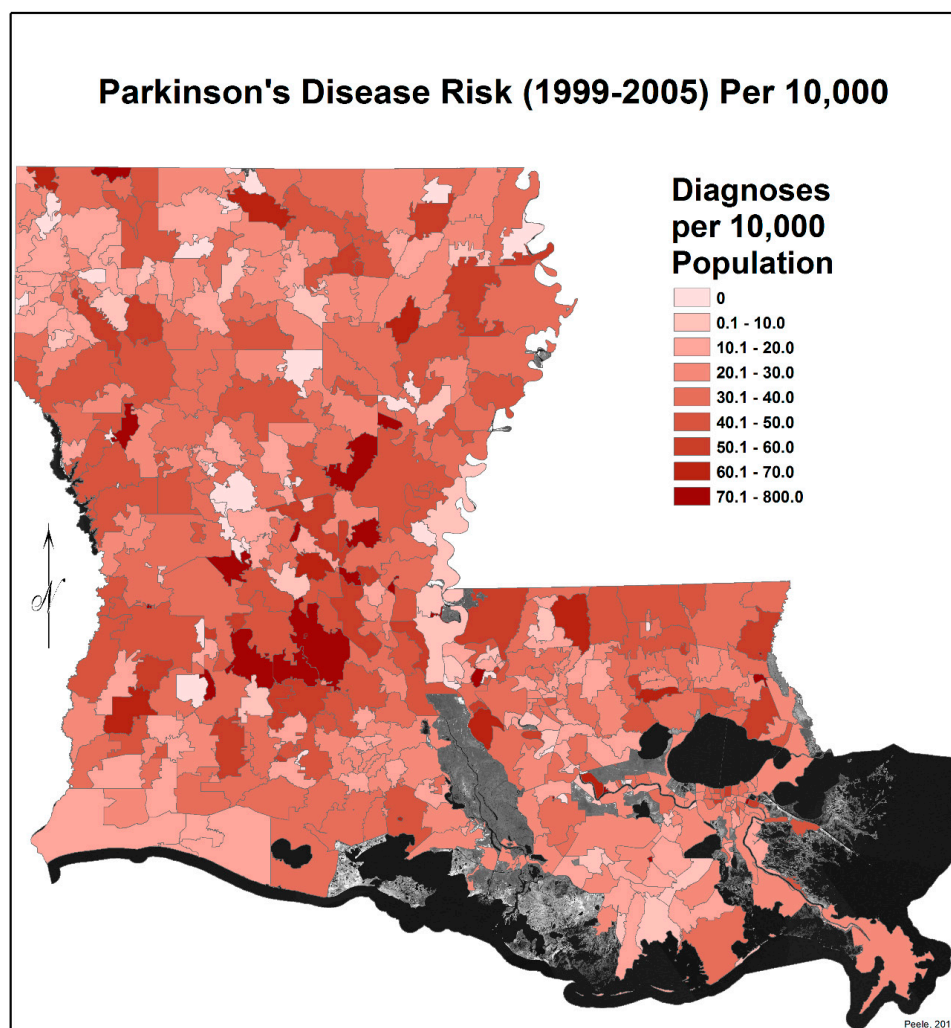 Parkinson's Disease Risk (1999-2005) Per 10,000
Diagnoses
per 10,000
Population
0
0.1 - 10.0
10.1 - 20.0
20.1 - 30.0
30.1 - 40.0
40.1 - 50.0
50.1 - 60.0
60.1 - 70.0
70.1 - 800.0
N
Peele, 201